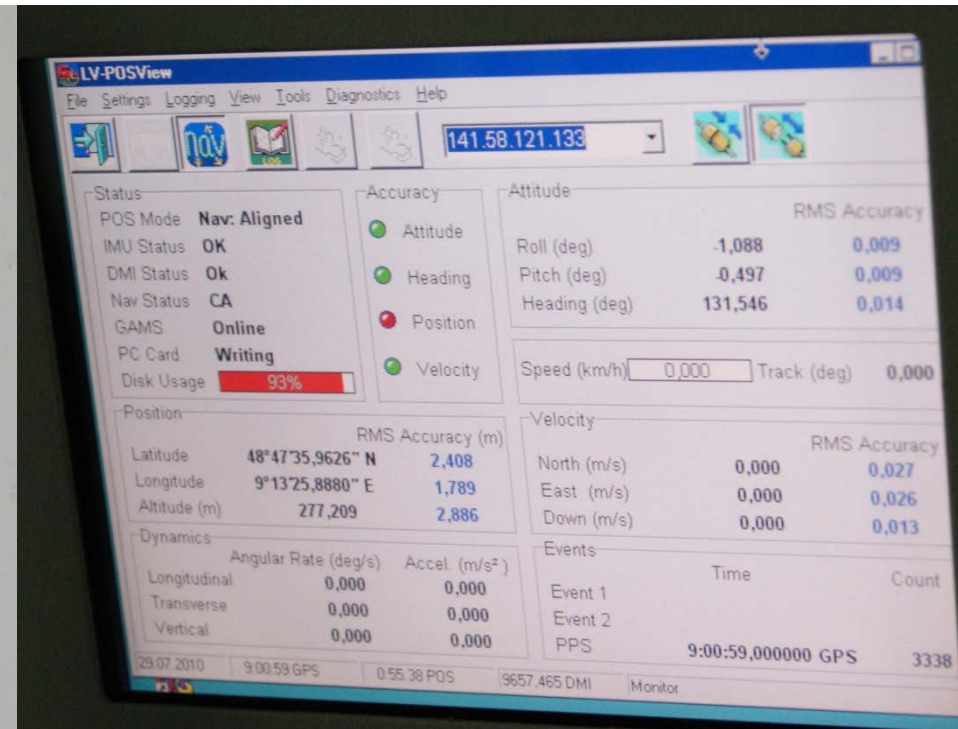 LV-POSView
File Settings Logging View Tools Diagnostics Help
nav LOG 141.58.121.133
Status
POS Mode Nav: Aligned
IMU Status OK
DMI Status Ok
Nav Status CA
GAMS Online
PC Card Writing
Disk Usage 93%
Accuracy
Attitude
Heading
Position
Velocity
Attitude
RMS Accuracy
Roll (deg) -1,088 0,009
Pitch (deg) -0,497 0,009
Heading (deg) 131,546 0,014
Speed (km/h) 0,000 Track (deg) 0,000
Position
RMS Accuracy (m)
Latitude 48°47'35,9626" N 2,408
Longitude 9°13'25,8880" E 1,789
Altitude (m) 277,209 2,886
Velocity
RMS Accuracy
North (m/s) 0,000 0,027
East (m/s) 0,000 0,026
Down (m/s) 0,000 0,013
Dynamics
Angular Rate (deg/s) Accel. (m/s²)
Longitudinal 0,000 0,000
Transverse 0,000 0,000
Vertical 0,000 0,000
Events
Time Count
Event 1
Event 2
PPS 9:00:59,000000 GPS 3338
29.07.2010 9:00:59 GPS 0:55:38 POS 9657,465 DMI Monitor